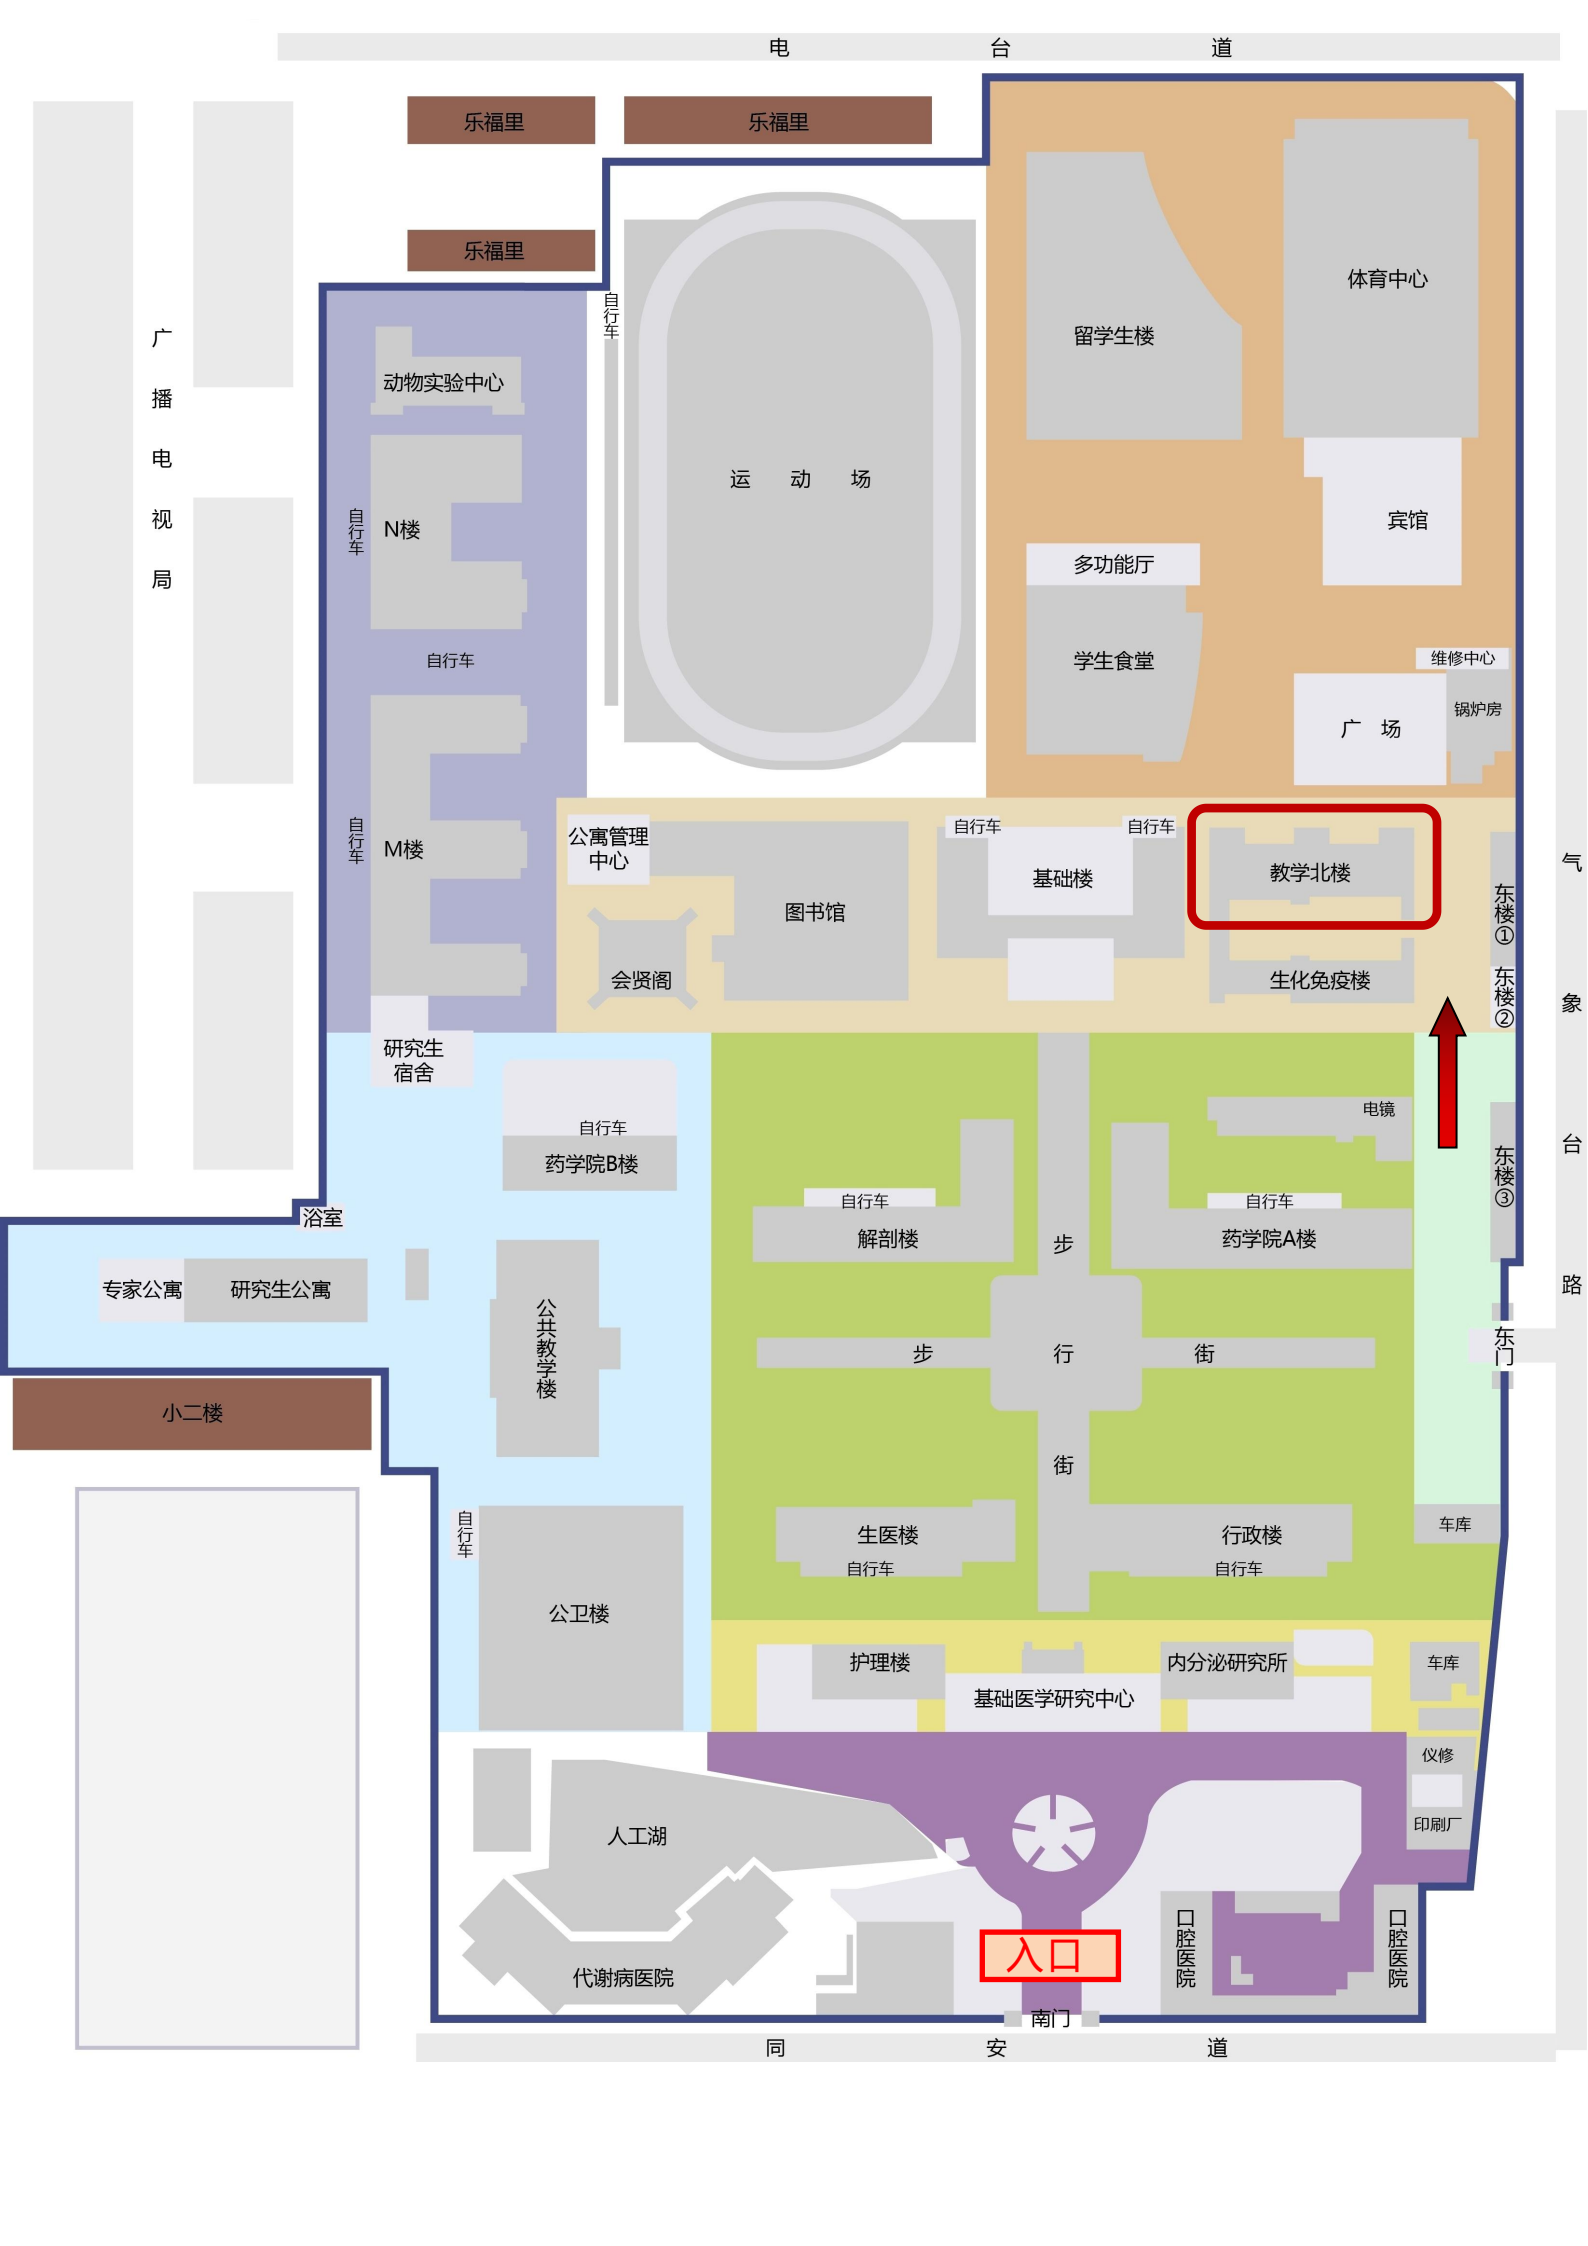 电 台 道
乐福里
乐福里
乐福里
广播电视局
自行车
体育中心
留学生楼
动物实验中心
运 动 场
N楼
自行车
宾馆
多功能厅
自行车
学生食堂
维修中心
锅炉房
广 场
M楼
自行车
公寓管理
中心
图书馆
会贤阁
自行车
自行车
基础楼
教学北楼
生化免疫楼
东楼①
东楼②
气象台路
研究生
宿舍
自行车
药学院B楼
电镜
自行车
解剖楼
自行车
药学院A楼
东楼③
浴室
专家公寓
研究生公寓
公共教学楼
步 行 街
步
街
东门
小二楼
自行车
公卫楼
生医楼
自行车
行政楼
自行车
车库
护理楼
基础医学研究中心
内分泌研究所
车库
仪修
印刷厂
人工湖
代谢病医院
口腔医院
口腔医院
入口
南门
同 安 道